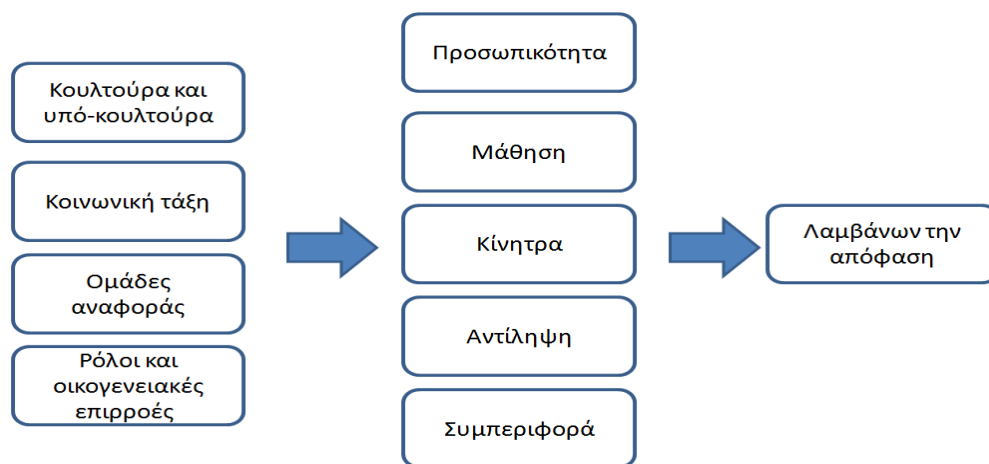 Κουλτούρα και
υπό-κουλτούρα
Κοινωνική τάξη
Ομάδες
αναφοράς
Ρόλοι και
οικογενειακές
επιρροές
Προσωπικότητα
Μάθηση
Κίνητρα
Αντίληψη
Συμπεριφορά
Λαμβάνων την
απόφαση